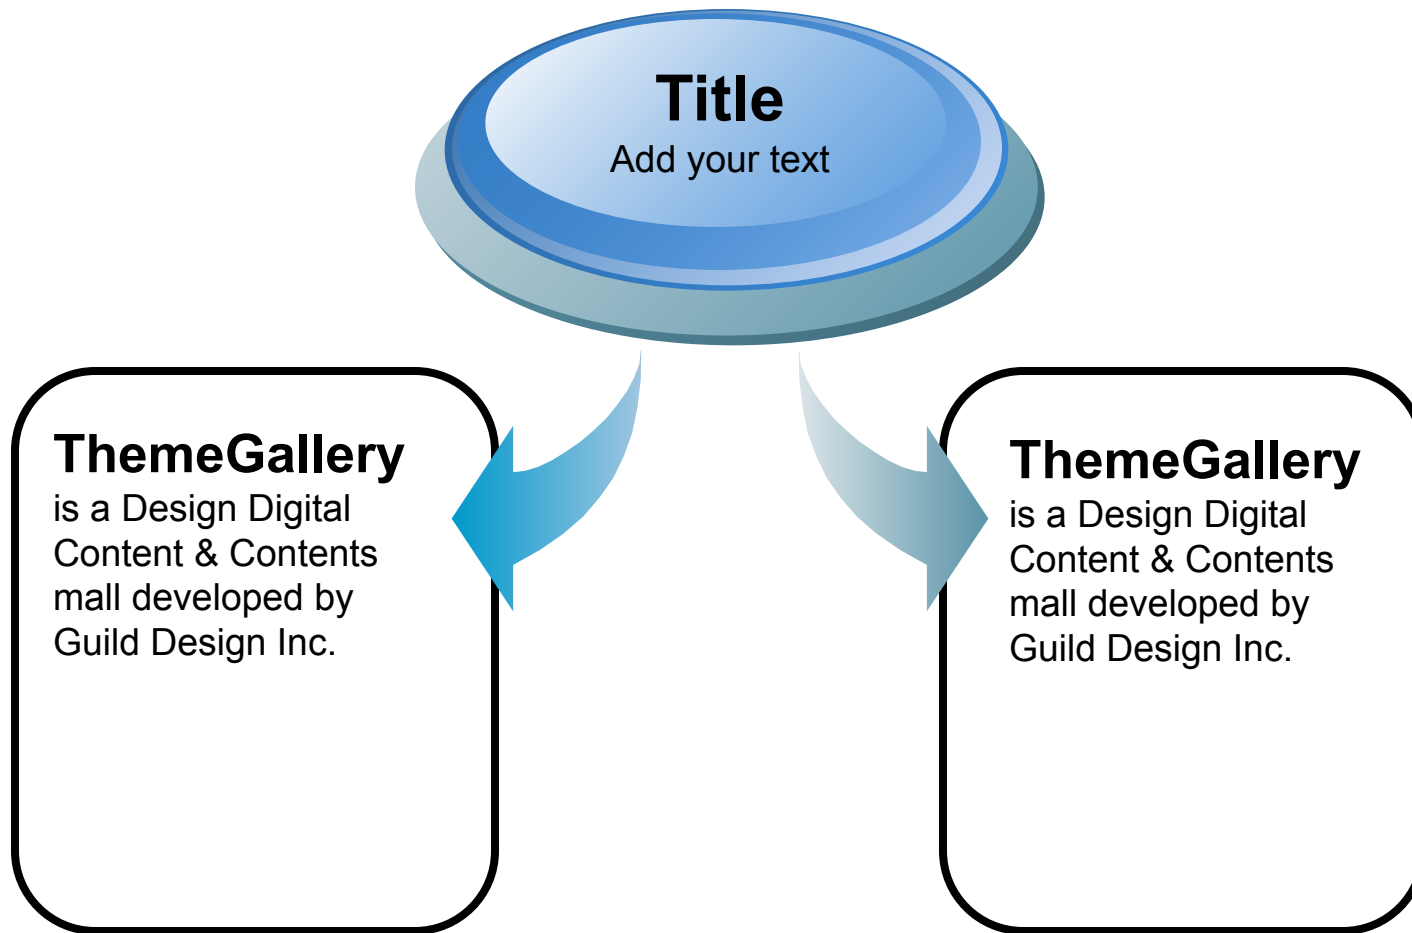 Title
Add your text
ThemeGallery
is a Design Digital
Content & Contents
mall developed by
Guild Design Inc.
ThemeGallery
is a Design Digital
Content & Contents
mall developed by
Guild Design Inc.